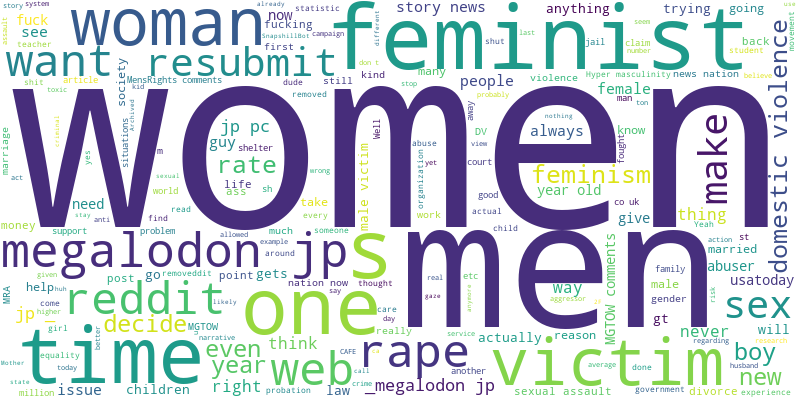 women
men
feminist
woman
want
resubmit
time
one
victim
megalodon jp
reddit
rape
web
sex
make
s
domestic violence
feminism
rate
decide
boy
new
year
even
think
way
thing
people
female
story news
anything
trying
going
now
fucking
fuck
see
society
jp pc
guy
life
ass
need
take
give
year old
always
know
male victim
MGTOW comments
_megalodon jp
jp
help
go
post
point
gets
nation now
actually
reason
never
will
married
abuser
usatoday
male
gender
family
gt
co uk
sexual assault
divorce
government
experience
issue
children
right
law
probation
crime
another
CAFE
MGTOW
MRA
equality
girl
narrative
today
Mother
state
million
better
money
marriage
support
problem
find
read
world
situations
MensRights comments
Archived
kid
toxic
shit
article
teacher
assault
story
system
already
SnapshillBot
campaign
statistic
first
still
dude
removed
kind
many
different
shut
last
jail
claim
number
back
student
use
movement
seem
believe
Hyper masculinity
news nation
violence
don t
stop
probably
away
DV
view
court
abuse
yet
organization
work
good
actual
child
nothing
man
ton
fought
Yeah
st
action
risk
regarding
husband
research
done
average
service
aggressor
anymore
real
gaze
etc
if
really
care
day
call
say
thought
example
around
allowed
someone
every
much
sh
shelter
wrong
Well
removeddit
likely
higher
come
given
huh
stay
anti
act
yes
criminal
sexual
m